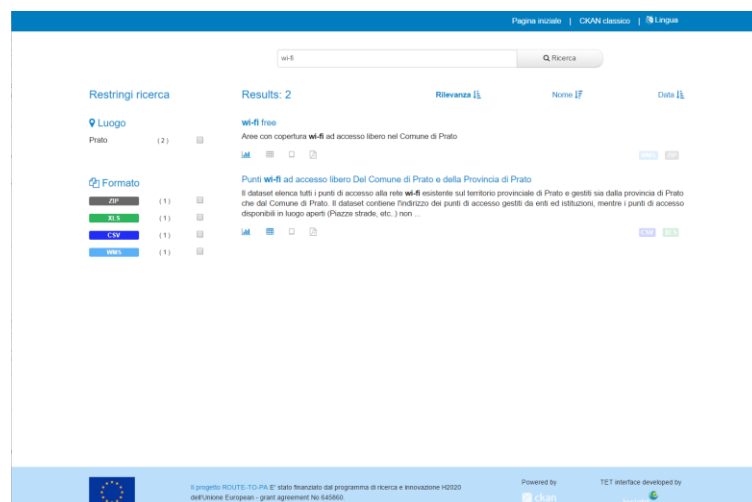 Pagina iniziale | CKAN classico | Lingua
wi-fi
Ricerca
Restringi ricerca
Results: 2
Rilevanza
Nome
Data
Luogo
Prato (2)
Formato
ZIP (1)
XLS (1)
CSV (1)
WMS (1)
wi-fi free
Aree con copertura wi-fi ad accesso libero nel Comune di Prato
WMS ZIP
Punti wi-fi ad accesso libero Del Comune di Prato e della Provincia di Prato
Il dataset elenca tutti i punti di accesso alla rete wi-fi esistente sul territorio provinciale di Prato e gestiti sia dalla provincia di Prato
che dal Comune di Prato. Il dataset contiene l'indirizzo dei punti di accesso gestiti da enti ed istituzioni, mentre i punti di accesso
disponibili in luogo aperti (Piazze strade, etc..) non ...
CSV XLS
Il progetto ROUTE-TO-PA E' stato finanziato dal programma di ricerca e innovazione H2020
dell'Unione European - grant agreement No 645860.
Powered by
ckan
TET interface developed by